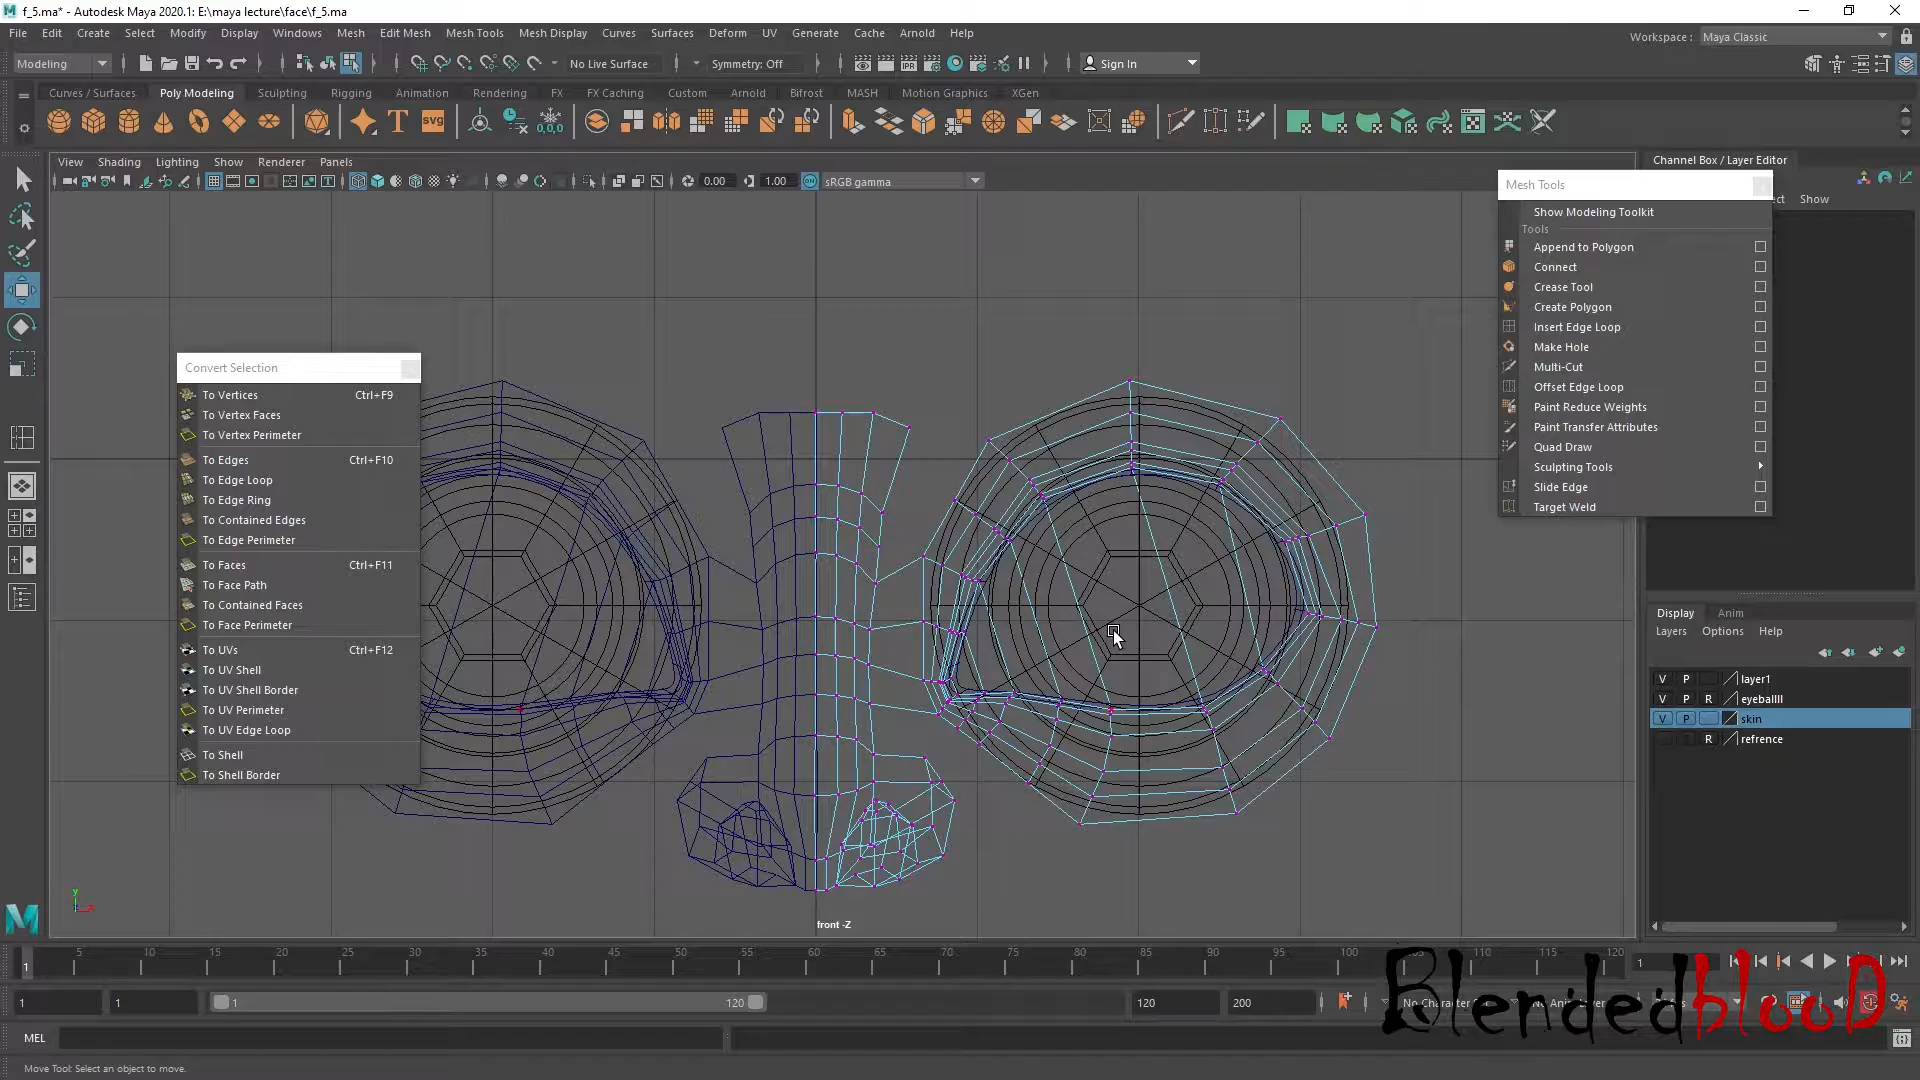 f_5.ma* - Autodesk Maya 2020.1: E:\maya lecture\face\f_5.ma
File Edit Create Select Modify Display Windows Mesh Edit Mesh Mesh Tools Mesh Display Curves Surfaces Deform UV Generate Cache Arnold Help
Workspace : Maya Classic
Modeling No Live Surface Symmetry: Off Sign In
Curves / Surfaces Poly Modeling Sculpting Rigging Animation Rendering FX FX Caching Custom Arnold Bifrost MASH Motion Graphics XGen
View Shading Lighting Show Renderer Panels
0.00 1.00 sRGB gamma
Channel Box / Layer Editor
Show
Mesh Tools
Show Modeling Toolkit
Tools
Append to Polygon
Connect
Crease Tool
Create Polygon
Insert Edge Loop
Make Hole
Multi-Cut
Offset Edge Loop
Paint Reduce Weights
Paint Transfer Attributes
Quad Draw
Sculpting Tools
Slide Edge
Target Weld
Convert Selection
To Vertices Ctrl+F9
To Vertex Faces
To Vertex Perimeter
To Edges Ctrl+F10
To Edge Loop
To Edge Ring
To Contained Edges
To Edge Perimeter
To Faces Ctrl+F11
To Face Path
To Contained Faces
To Face Perimeter
To UVs Ctrl+F12
To UV Shell
To UV Shell Border
To UV Perimeter
To UV Edge Loop
To Shell
To Shell Border
Display Anim
Layers Options Help
V P layer1
V P R eyeballll
V P skin
R refrence
front -Z
5 10 15 20 25 30 35 40 45 50 55 60 65 70 75 80 85 90 95 100 105 110 115 120
1 1
1 1 1 120 120 200 No Character Set No Anim Layer
MEL
Move Tool: Select an object to move.
BlendedblooD